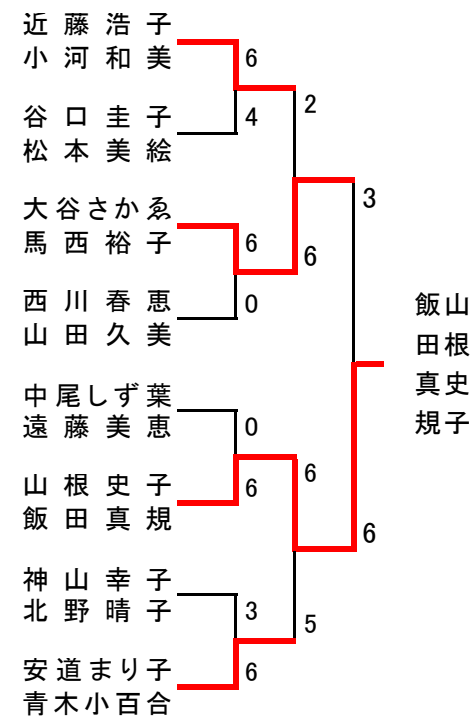 近藤浩子
小河和美
6
2
谷口圭子
松本美絵
4
3
大谷さかゑ
馬西裕子
6
6
西川春恵
山田久美
0
飯山
田根
真史
規子
中尾しず葉
遠藤美恵
0
6
山根史子
飯田真規
6
6
神山幸子
北野晴子
3
5
安道まり子
青木小百合
6